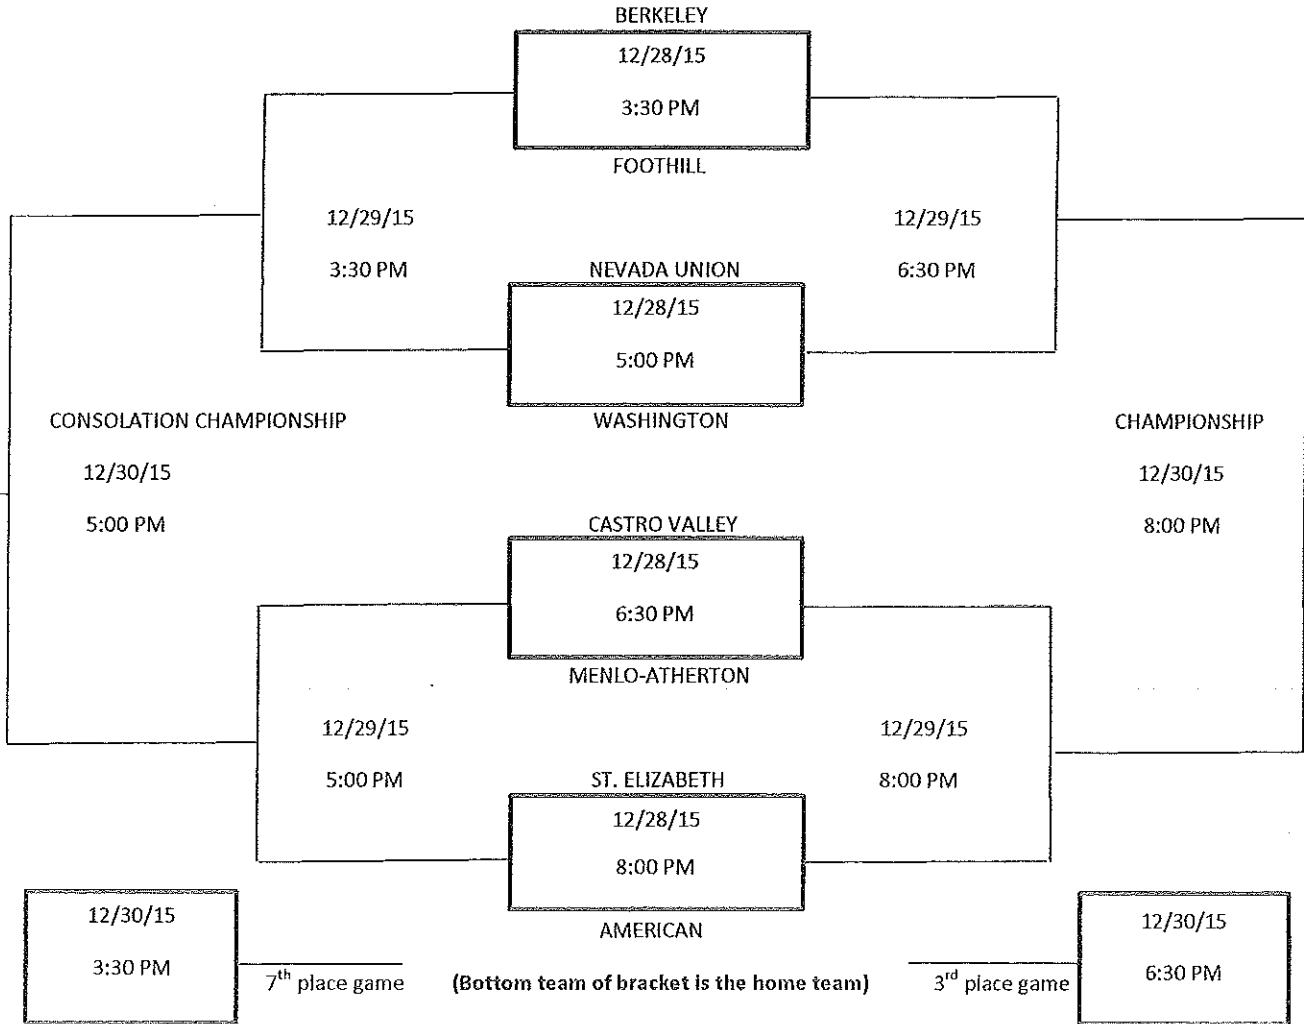 BERKELEY
12/28/15
3:30 PM
FOOTHILL
12/29/15
3:30 PM
12/29/15
6:30 PM
NEVADA UNION
12/28/15
5:00 PM
WASHINGTON
CONSOLATION CHAMPIONSHIP
12/30/15
5:00 PM
CHAMPIONSHIP
12/30/15
8:00 PM
CASTRO VALLEY
12/28/15
6:30 PM
MENLO-ATHERTON
12/29/15
5:00 PM
12/29/15
8:00 PM
ST. ELIZABETH
12/28/15
8:00 PM
AMERICAN
12/30/15
3:30 PM
7th place game
(Bottom team of bracket is the home team)
3rd place game
12/30/15
6:30 PM